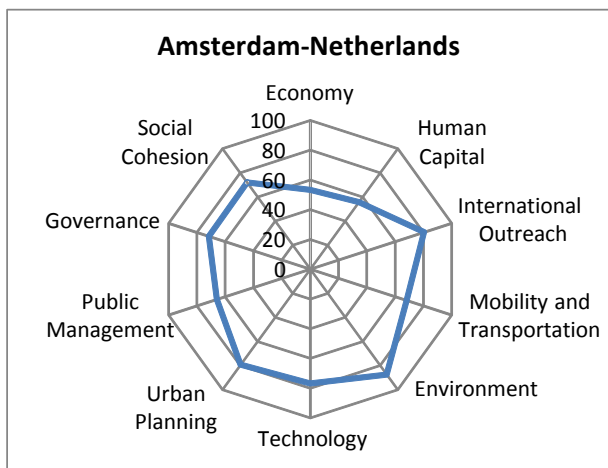 Amsterdam-Netherlands
Economy
Human
Capital
International
Outreach
Mobility and
Transportation
Environment
Technology
Urban
Planning
Public
Management
Governance
Social
Cohesion
100
80
60
40
20
0